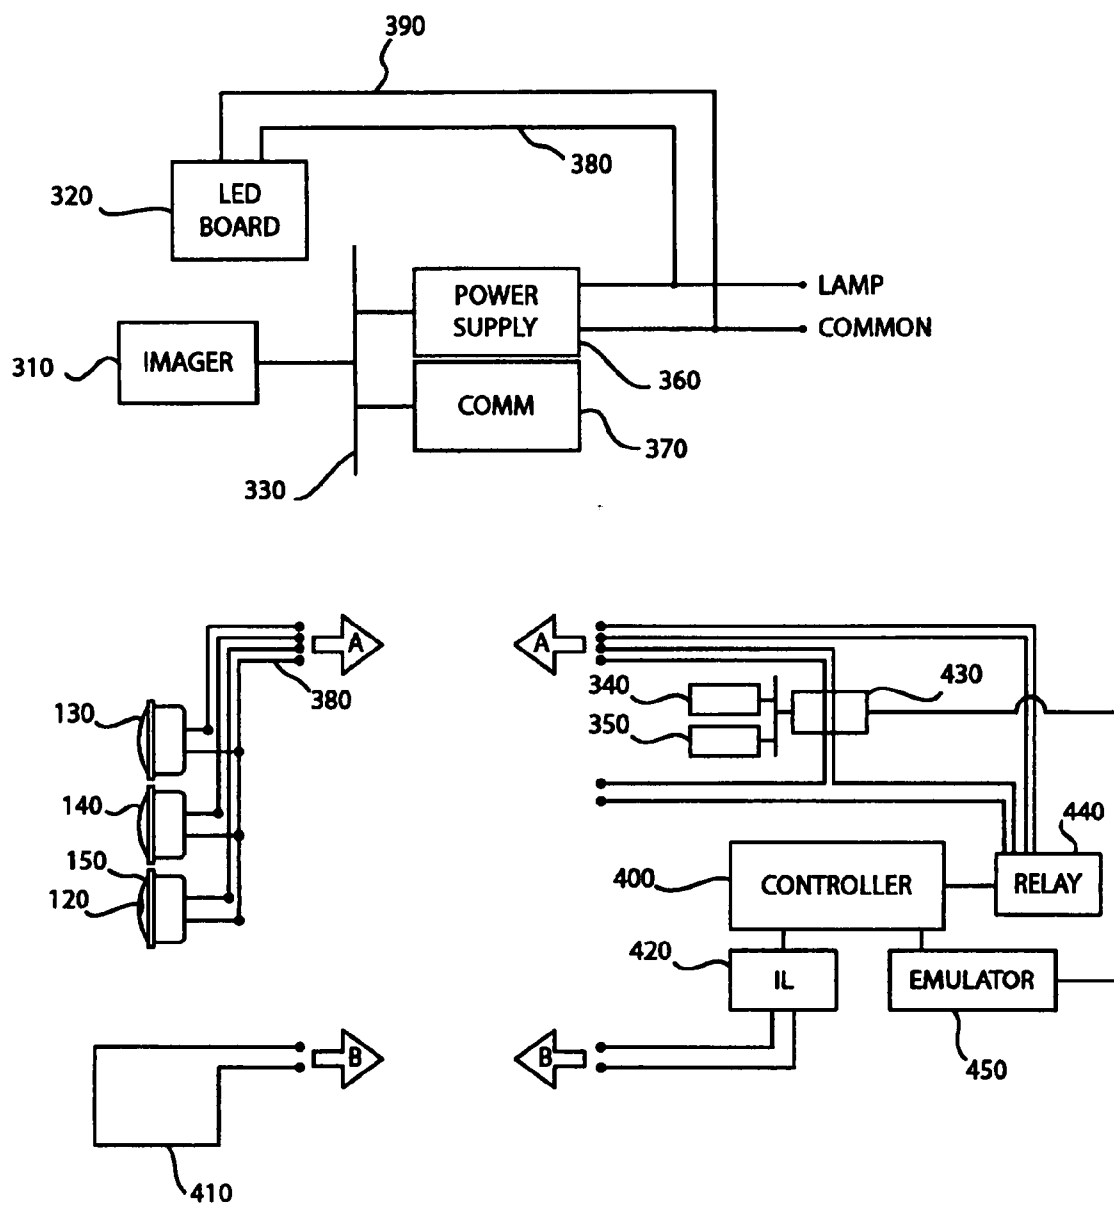 390
380
320
LED
BOARD
POWER
SUPPLY
LAMP
COMMON
310
IMAGER
360
COMM
370
330
A
A
380
340
430
130
350
140
440
150
120
400
CONTROLLER
RELAY
420
IL
EMULATOR
B
B
450
410